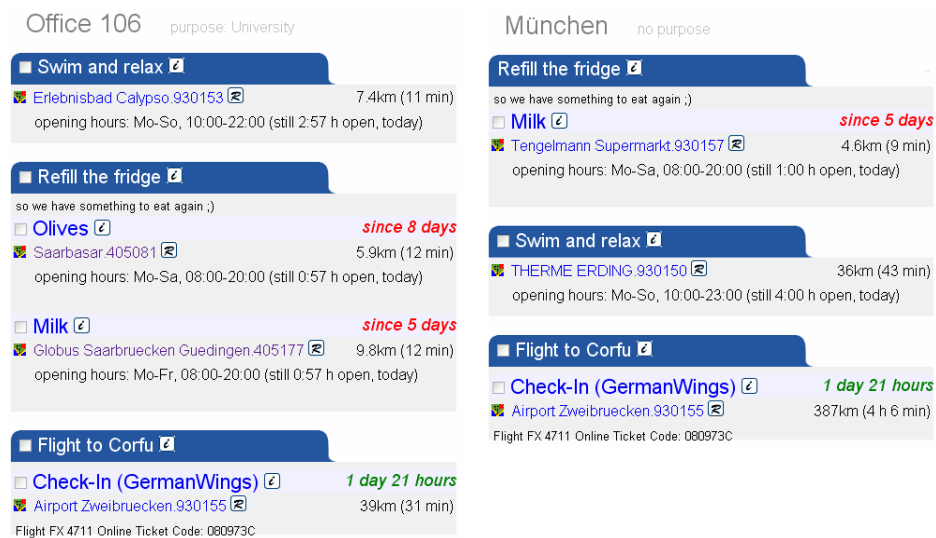 Office 106 purpose: University
Swim and relax i
Erlebnisbad Calypso.930153 R 7.4km (11 min)
opening hours: Mo-So, 10:00-22:00 (still 2:57 h open, today)
Refill the fridge i
so we have something to eat again ;)
Olives i since 8 days
Saarbasar.405081 R 5.9km (12 min)
opening hours: Mo-Sa, 08:00-20:00 (still 0:57 h open, today)
Milk i since 5 days
Globus Saarbruecken Guedingen.405177 R 9.8km (12 min)
opening hours: Mo-Fr, 08:00-20:00 (still 0:57 h open, today)
Flight to Corfu i
Check-In (GermanWings) i 1 day 21 hours
Airport Zweibruecken.930155 R 39km (31 min)
Flight FX 4711 Online Ticket Code: 080973C
München no purpose
Refill the fridge i
so we have something to eat again ;)
Milk i since 5 days
Tengelmann Supermarkt.930157 R 4.6km (9 min)
opening hours: Mo-Sa, 08:00-20:00 (still 1:00 h open, today)
Swim and relax i
THERME ERDING.930150 R 36km (43 min)
opening hours: Mo-So, 10:00-23:00 (still 4:00 h open, today)
Flight to Corfu i
Check-In (GermanWings) i 1 day 21 hours
Airport Zweibruecken.930155 R 387km (4 h 6 min)
Flight FX 4711 Online Ticket Code: 080973C